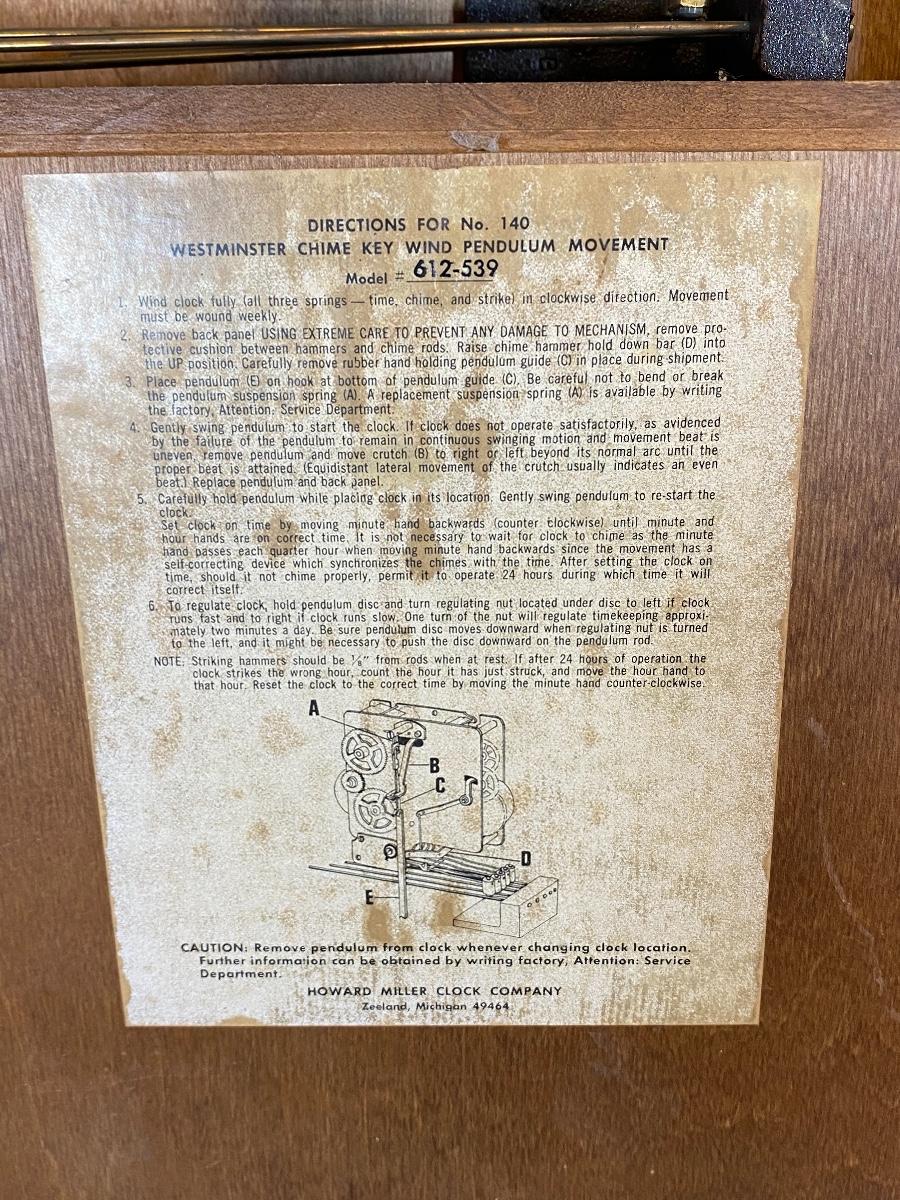 DIRECTIONS FOR No. 140
WESTMINSTER CHIME KEY WIND PENDULUM MOVEMENT
Model # 612-539
1. Wind clock fully (all three springs — time, chime, and strike) in clockwise direction. Movement
must be wound weekly.
2. Remove back panel USING EXTREME CARE TO PREVENT ANY DAMAGE TO MECHANISM, remove pro-
tective cushion between hammers and chime rods. Raise chime hammer hold down bar (D) into
the UP position. Carefully remove rubber hand holding pendulum guide (C) in place during shipment.
3. Place pendulum (E) on hook at bottom of pendulum guide (C). Be careful not to bend or break
the pendulum suspension spring (A). A replacement suspension spring (A) is available by writing
the factory, Attention: Service Department.
4. Gently swing pendulum to start the clock. If clock does not operate satisfactorily, as avidenced
by the failure of the pendulum to remain in continuous swinging motion and movement beat is
uneven, remove pendulum and move crutch (B) to right or left beyond its normal arc until the
proper beat is attained. (Equidistant lateral movement of the crutch usually indicates an even
beat.) Replace pendulum and back panel.
5. Carefully hold pendulum while placing clock in its location. Gently swing pendulum to re-start the
clock.
Set clock on time by moving minute hand backwards (counter clockwise) until minute and
hour hands are on correct time. It is not necessary to wait for clock to chime as the minute
hand passes each quarter hour when moving minute hand backwards since the movement has a
self-correcting device which synchronizes the chimes with the time. After setting the clock on
time, should it not chime properly, permit it to operate 24 hours during which time it will
correct itself.
6. To regulate clock, hold pendulum disc and turn regulating nut located under disc to left if clock
runs fast and to right if clock runs slow. One turn of the nut will regulate timekeeping approxi-
mately two minutes a day. Be sure pendulum disc moves downward when regulating nut is turned
to the left, and it might be necessary to push the disc downward on the pendulum rod.
NOTE: Striking hammers should be ⅛" from rods when at rest. If after 24 hours of operation the
clock strikes the wrong hour, count the hour it has just struck, and move the hour hand to
that hour. Reset the clock to the correct time by moving the minute hand counter-clockwise.
A
B
C
D
E
CAUTION: Remove pendulum from clock whenever changing clock location.
Further information can be obtained by writing factory, Attention: Service
Department.
HOWARD MILLER CLOCK COMPANY
Zeeland, Michigan 49464